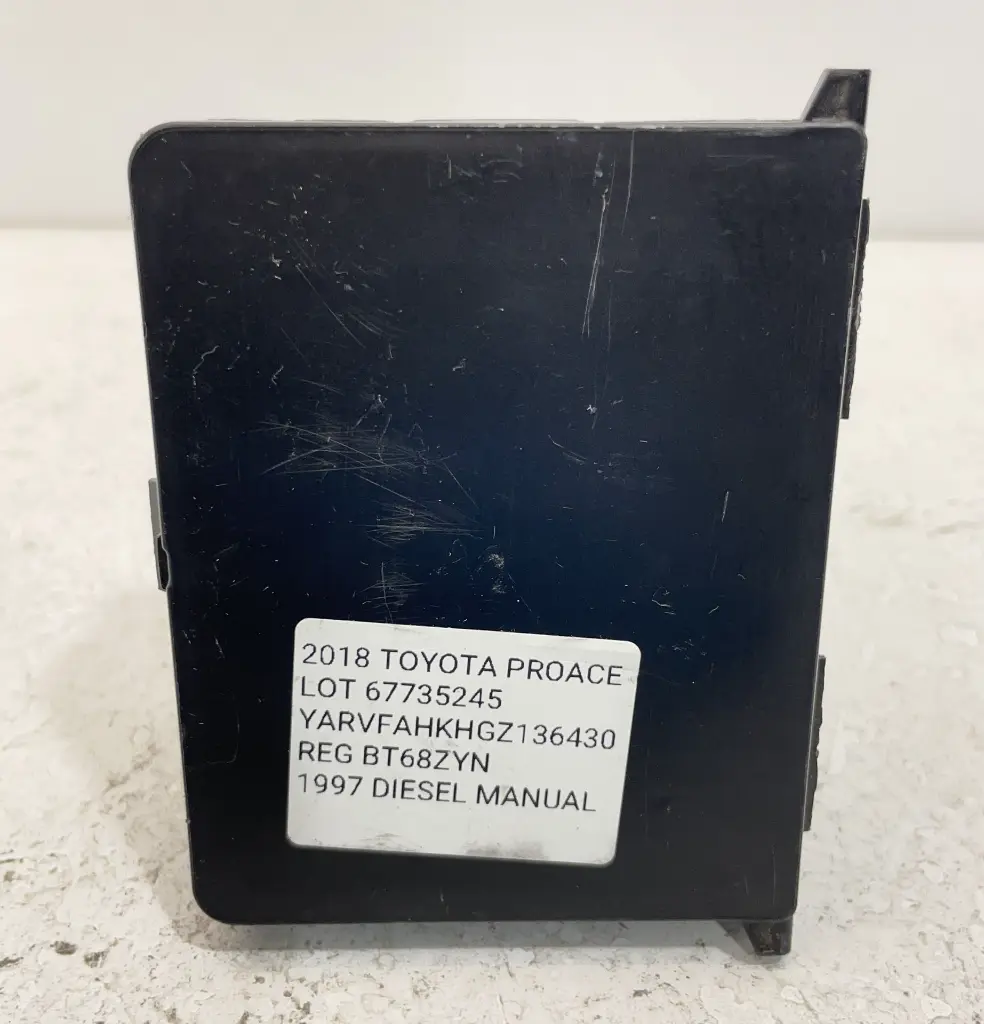 2018 TOYOTA PROACE
LOT 67735245
YARVFAHKHGZ136430
REG BT68ZYN
1997 DIESEL MANUAL